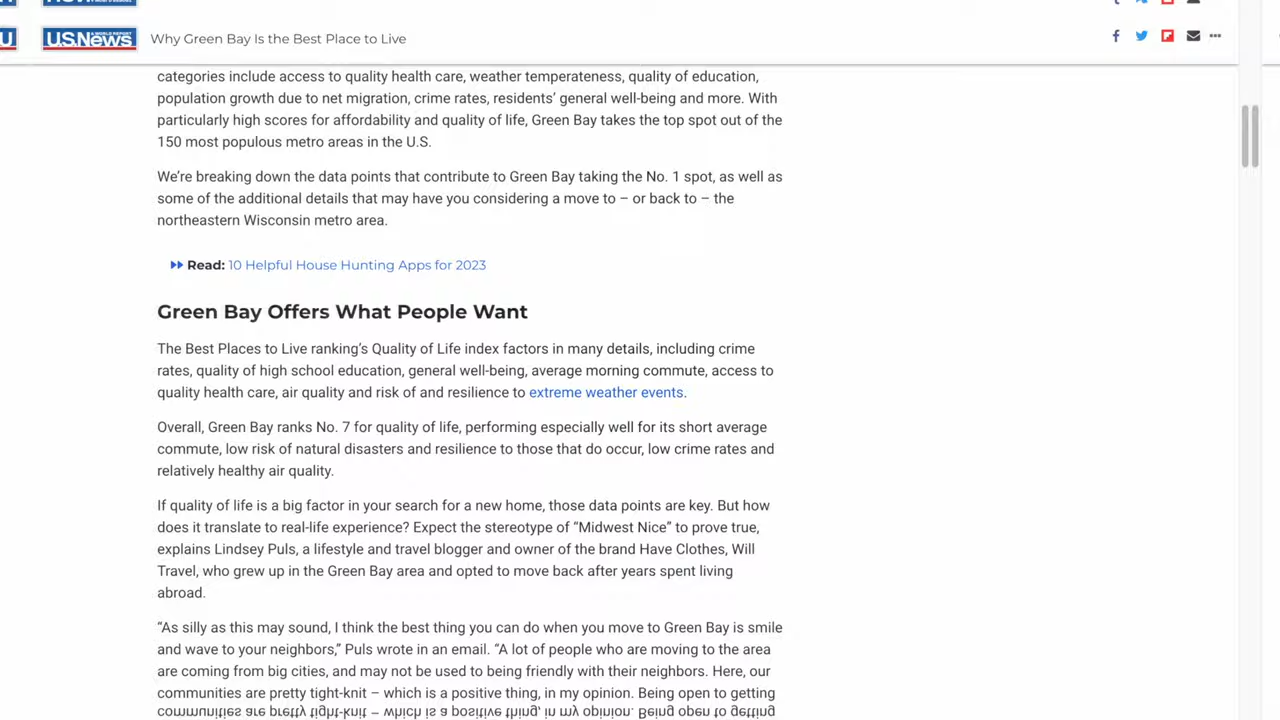 U.S.News Why Green Bay Is the Best Place to Live
categories include access to quality health care, weather temperateness, quality of education,
population growth due to net migration, crime rates, residents’ general well-being and more. With
particularly high scores for affordability and quality of life, Green Bay takes the top spot out of the
150 most populous metro areas in the U.S.
We’re breaking down the data points that contribute to Green Bay taking the No. 1 spot, as well as
some of the additional details that may have you considering a move to – or back to – the
northeastern Wisconsin metro area.
Read: 10 Helpful House Hunting Apps for 2023
Green Bay Offers What People Want
The Best Places to Live ranking’s Quality of Life index factors in many details, including crime
rates, quality of high school education, general well-being, average morning commute, access to
quality health care, air quality and risk of and resilience to extreme weather events.
Overall, Green Bay ranks No. 7 for quality of life, performing especially well for its short average
commute, low risk of natural disasters and resilience to those that do occur, low crime rates and
relatively healthy air quality.
If quality of life is a big factor in your search for a new home, those data points are key. But how
does it translate to real-life experience? Expect the stereotype of “Midwest Nice” to prove true,
explains Lindsey Puls, a lifestyle and travel blogger and owner of the brand Have Clothes, Will
Travel, who grew up in the Green Bay area and opted to move back after years spent living
abroad.
“As silly as this may sound, I think the best thing you can do when you move to Green Bay is smile
and wave to your neighbors,” Puls wrote in an email. “A lot of people who are moving to the area
are coming from big cities, and may not be used to being friendly with their neighbors. Here, our
communities are pretty tight-knit – which is a positive thing, in my opinion. Being open to getting
communities are pretty tight-knit – which is a positive thing, in my opinion. Being open to getting